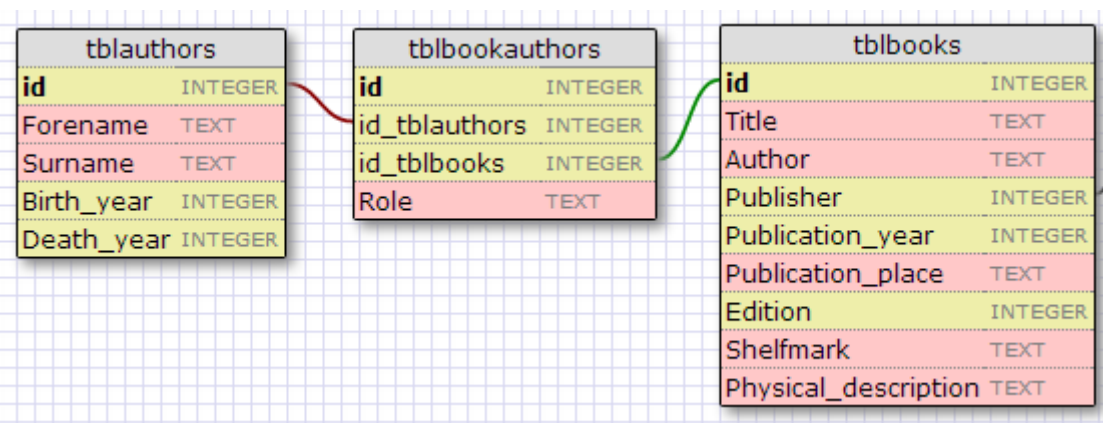 tblauthors
id INTEGER
Forename TEXT
Surname TEXT
Birth_year INTEGER
Death_year INTEGER
tblbookauthors
id INTEGER
id_tblauthors INTEGER
id_tblbooks INTEGER
Role TEXT
tblbooks
id INTEGER
Title TEXT
Author TEXT
Publisher INTEGER
Publication_year INTEGER
Publication_place TEXT
Edition INTEGER
Shelfmark TEXT
Physical_description TEXT